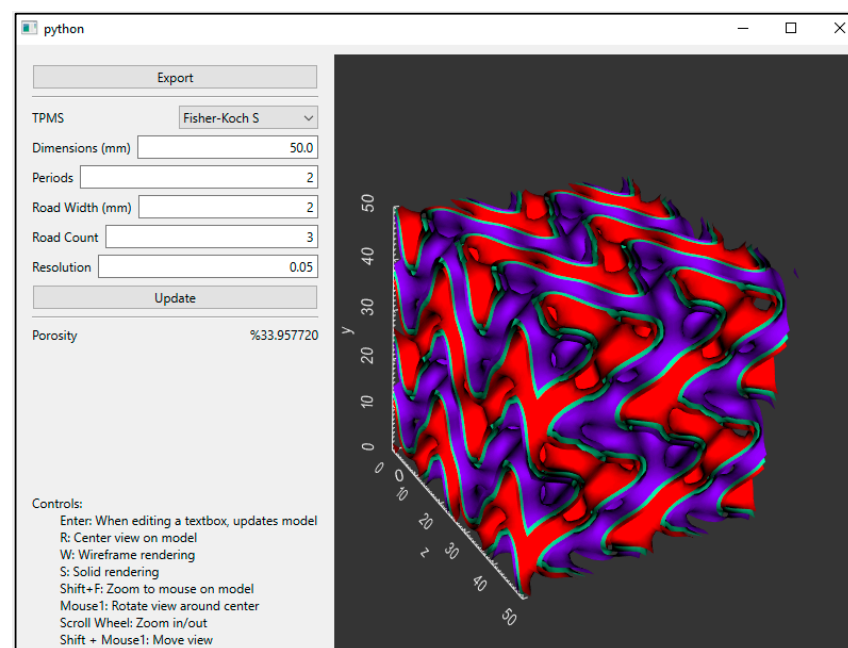 python
Export
TPMS Fisher-Koch S
Dimensions (mm) 50.0
Periods 2
Road Width (mm) 2
Road Count 3
Resolution 0.05
Update
Porosity %33.957720
Controls:
Enter: When editing a textbox, updates model
R: Center view on model
W: Wireframe rendering
S: Solid rendering
Shift+F: Zoom to mouse on model
Mouse1: Rotate view around center
Scroll Wheel: Zoom in/out
Shift + Mouse1: Move view
50
40
30
20
10
0
y
0
0
10
20
30
40
50
z